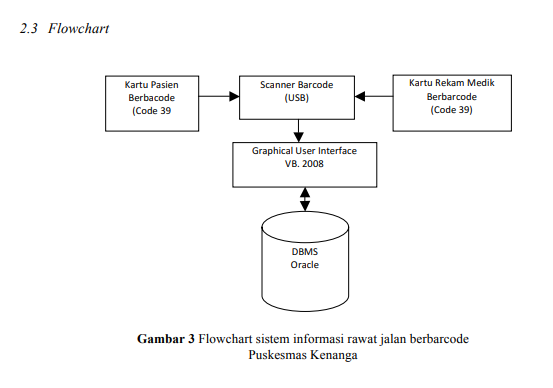 2.3 Flowchart
Kartu Pasien
Berbacode
(Code 39
Scanner Barcode
(USB)
Kartu Rekam Medik
Berbarcode
(Code 39)
Graphical User Interface
VB. 2008
DBMS
Oracle
Gambar 3 Flowchart sistem informasi rawat jalan berbarcode
Puskesmas Kenanga